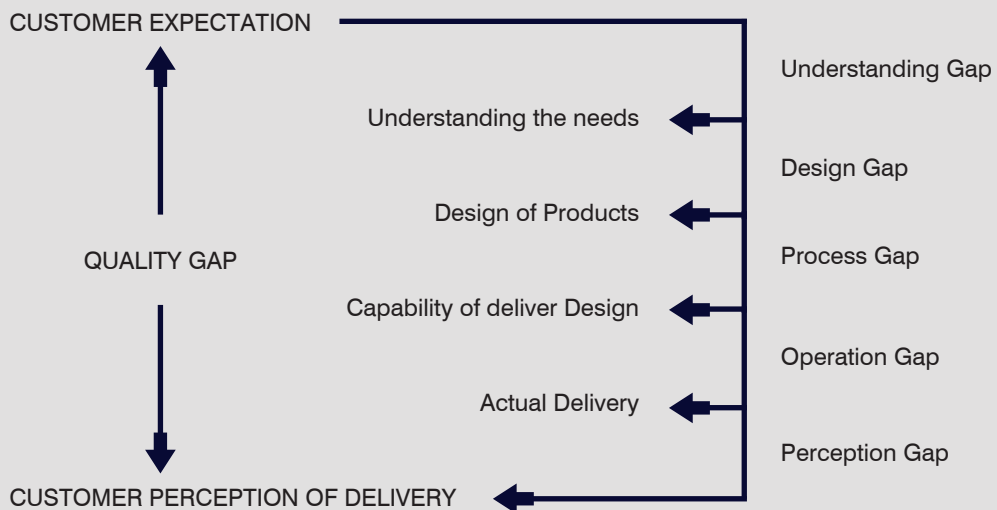 CUSTOMER EXPECTATION
Understanding Gap
Understanding the needs
Design Gap
Design of Products
Process Gap
QUALITY GAP
Capability of deliver Design
Operation Gap
Actual Delivery
Perception Gap
CUSTOMER PERCEPTION OF DELIVERY